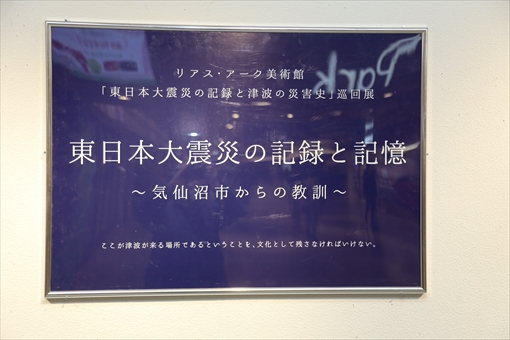 リアス・アーク美術館
「東日本大震災の記録と津波の災害史」巡回展
東日本大震災の記録と記憶
～気仙沼市からの教訓～
ここが津波が来る場所であるということを、文化として残さなければいけない。
Park